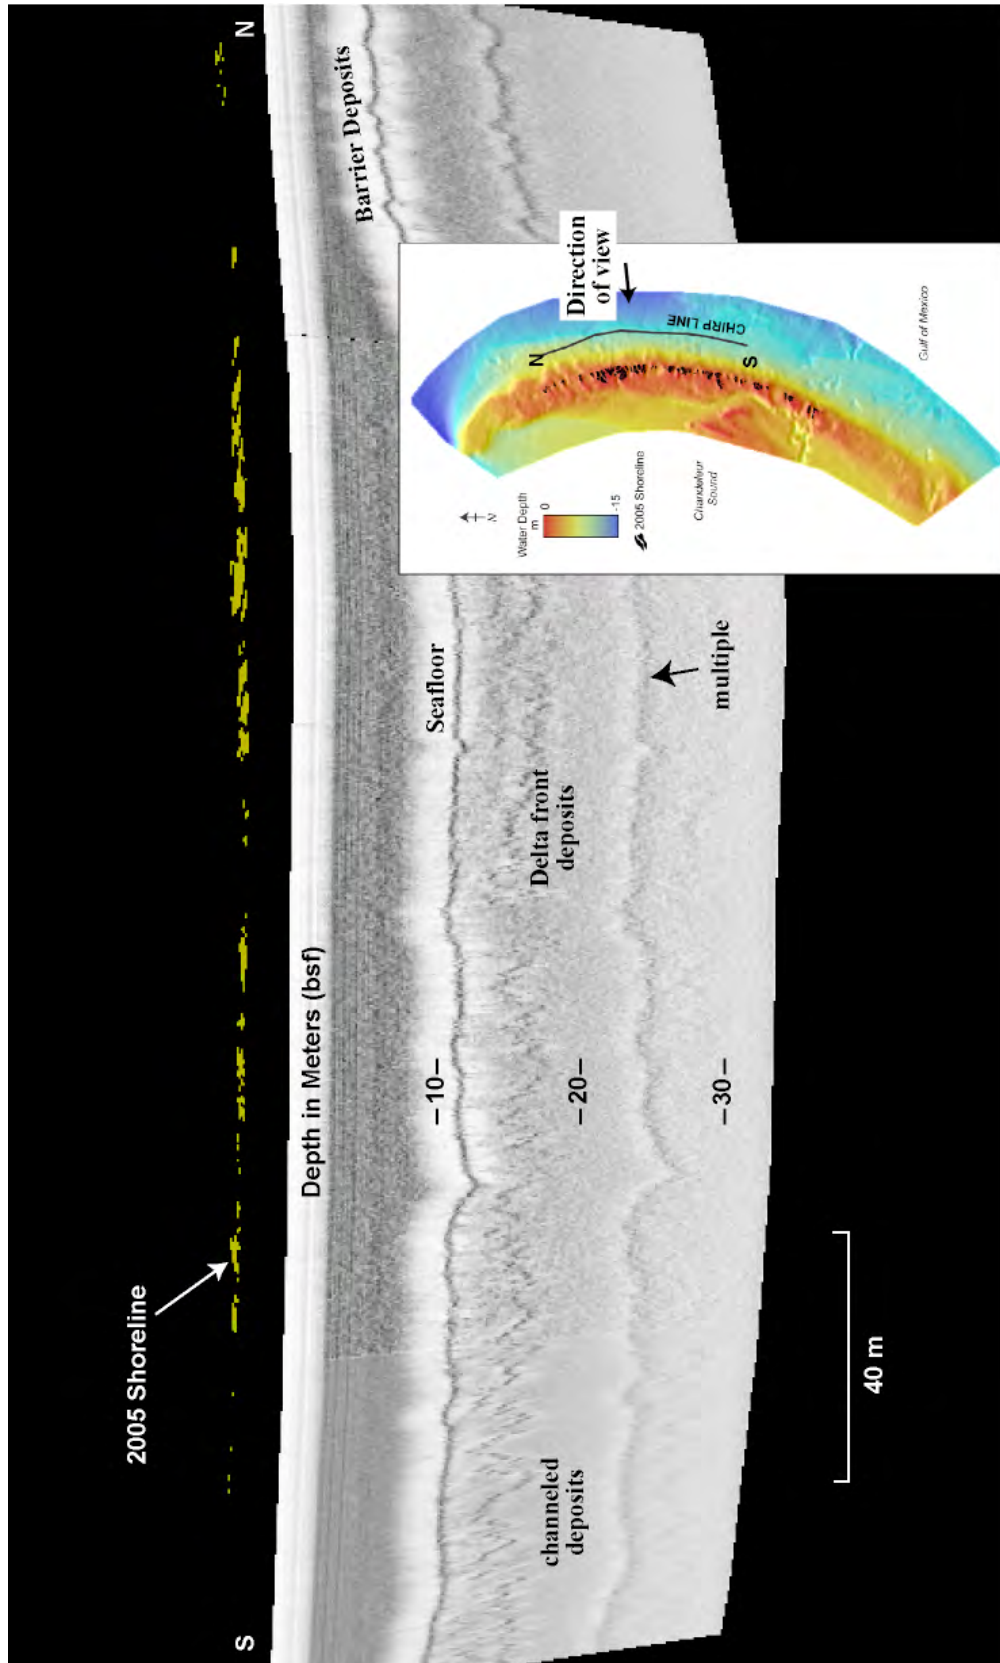 S
N
2005 Shoreline
Depth in Meters (bsf)
Barrier Deposits
Seafloor
–10–
–20–
–30–
Delta front
deposits
channeled
deposits
multiple
40 m
Direction
of view
N
S
CHIRP LINE
Gulf of Mexico
N
Water Depth
m
0
-15
2005 Shoreline
Chandeleur
Sound